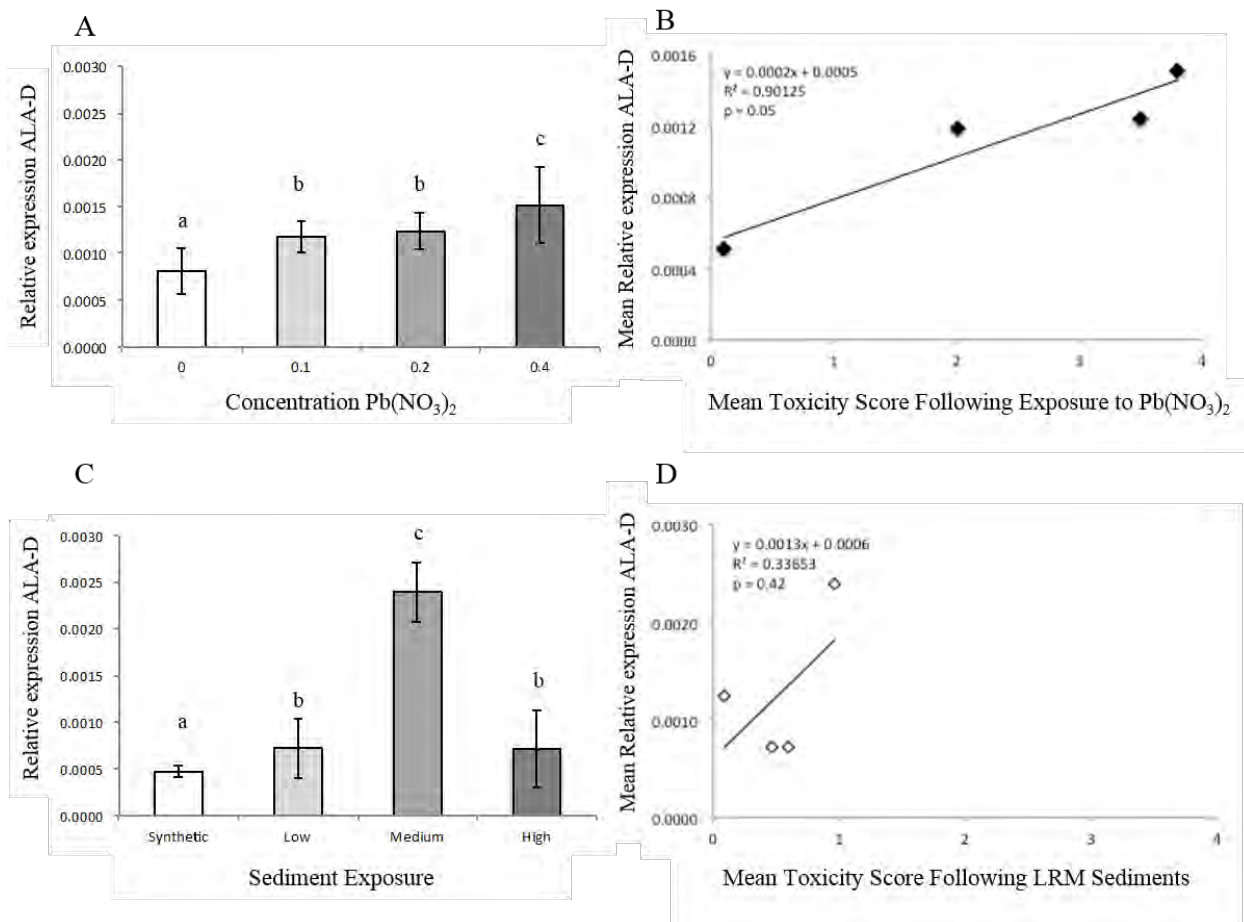 A
Relative expression ALA-D
0.0030
0.0025
0.0020
0.0015
0.0010
0.0005
0.0000
a
b
b
c
0
0.1
0.2
0.4
Concentration Pb(NO₃)₂
B
Mean Relative expression ALA-D
0.0016
0.0012
0.0008
0.0004
0.0000
y = 0.0002x + 0.0005
R² = 0.90125
p = 0.05
0
1
2
3
4
Mean Toxicity Score Following Exposure to Pb(NO₃)₂
C
Relative expression ALA-D
0.0030
0.0025
0.0020
0.0015
0.0010
0.0005
0.0000
a
b
c
b
Synthetic
Low
Medium
High
Sediment Exposure
D
Mean Relative expression ALA-D
0.0030
0.0020
0.0010
0.0000
y = 0.0013x + 0.0006
R² = 0.33653
p = 0.42
0
1
2
3
4
Mean Toxicity Score Following LRM Sediments